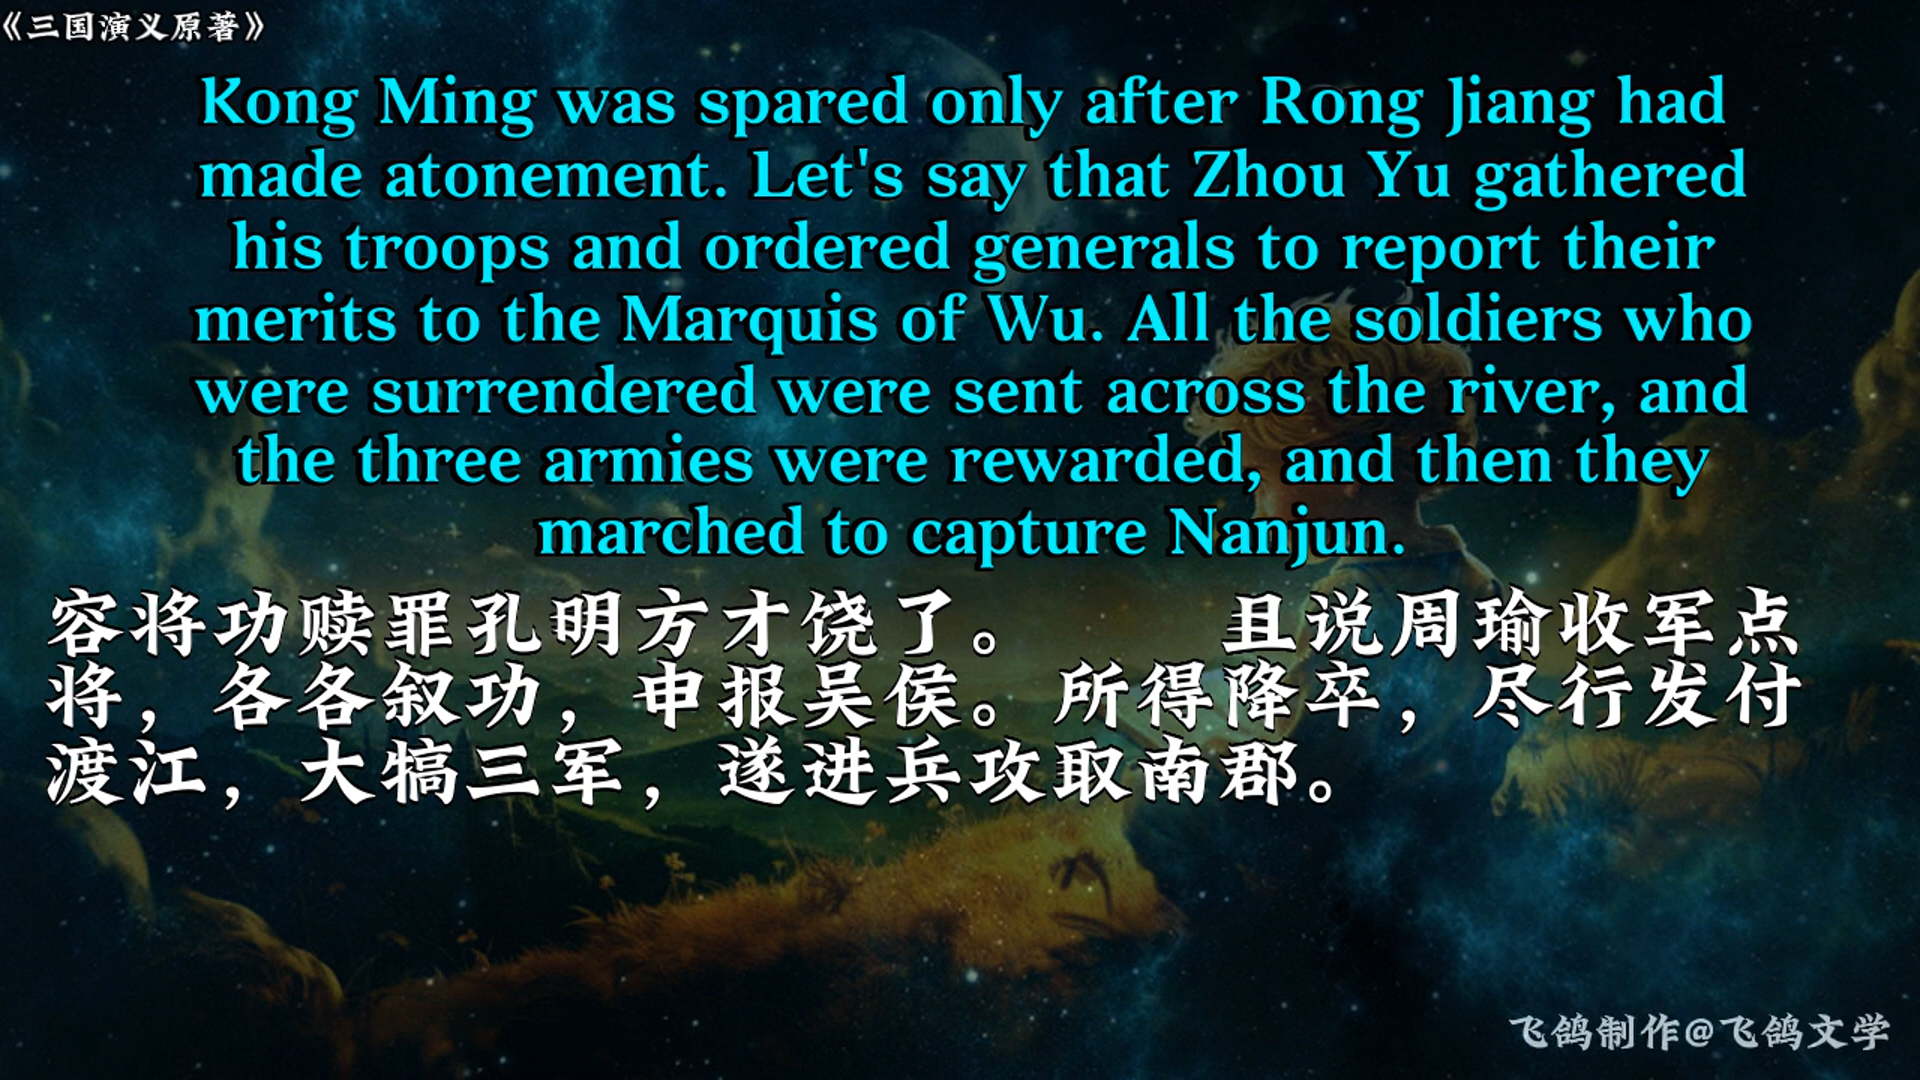 《三国演义原著》
Kong Ming was spared only after Rong Jiang had
made atonement. Let's say that Zhou Yu gathered
his troops and ordered generals to report their
merits to the Marquis of Wu. All the soldiers who
were surrendered were sent across the river, and
the three armies were rewarded, and then they
marched to capture Nanjun.
容将功赎罪孔明方才饶了。　　且说周瑜收军点
将，各各叙功，申报吴侯。所得降卒，尽行发付
渡江，大犒三军，遂进兵攻取南郡。
飞鸽制作@飞鸽文学